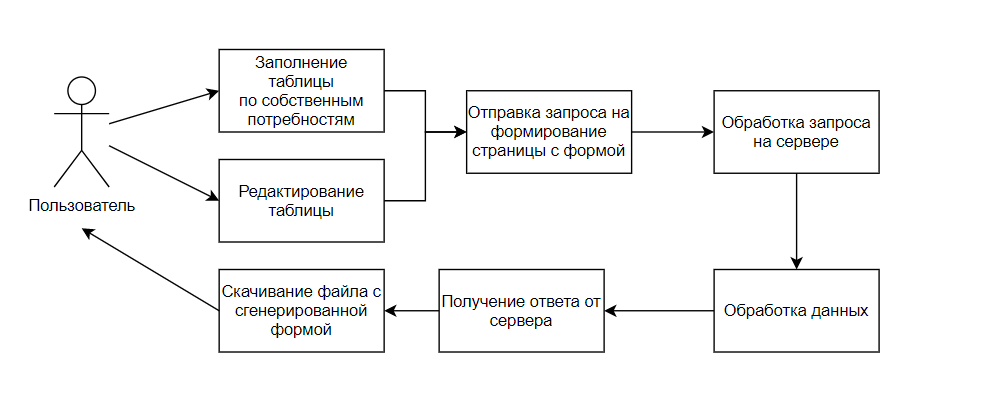 Заполнение
таблицы
по собственным
потребностям
Отправка запроса на
формирование
страницы с формой
Обработка запроса
на сервере
Редактирование
таблицы
Пользователь
Скачивание файла с
сгенерированной
формой
Получение ответа от
сервера
Обработка данных